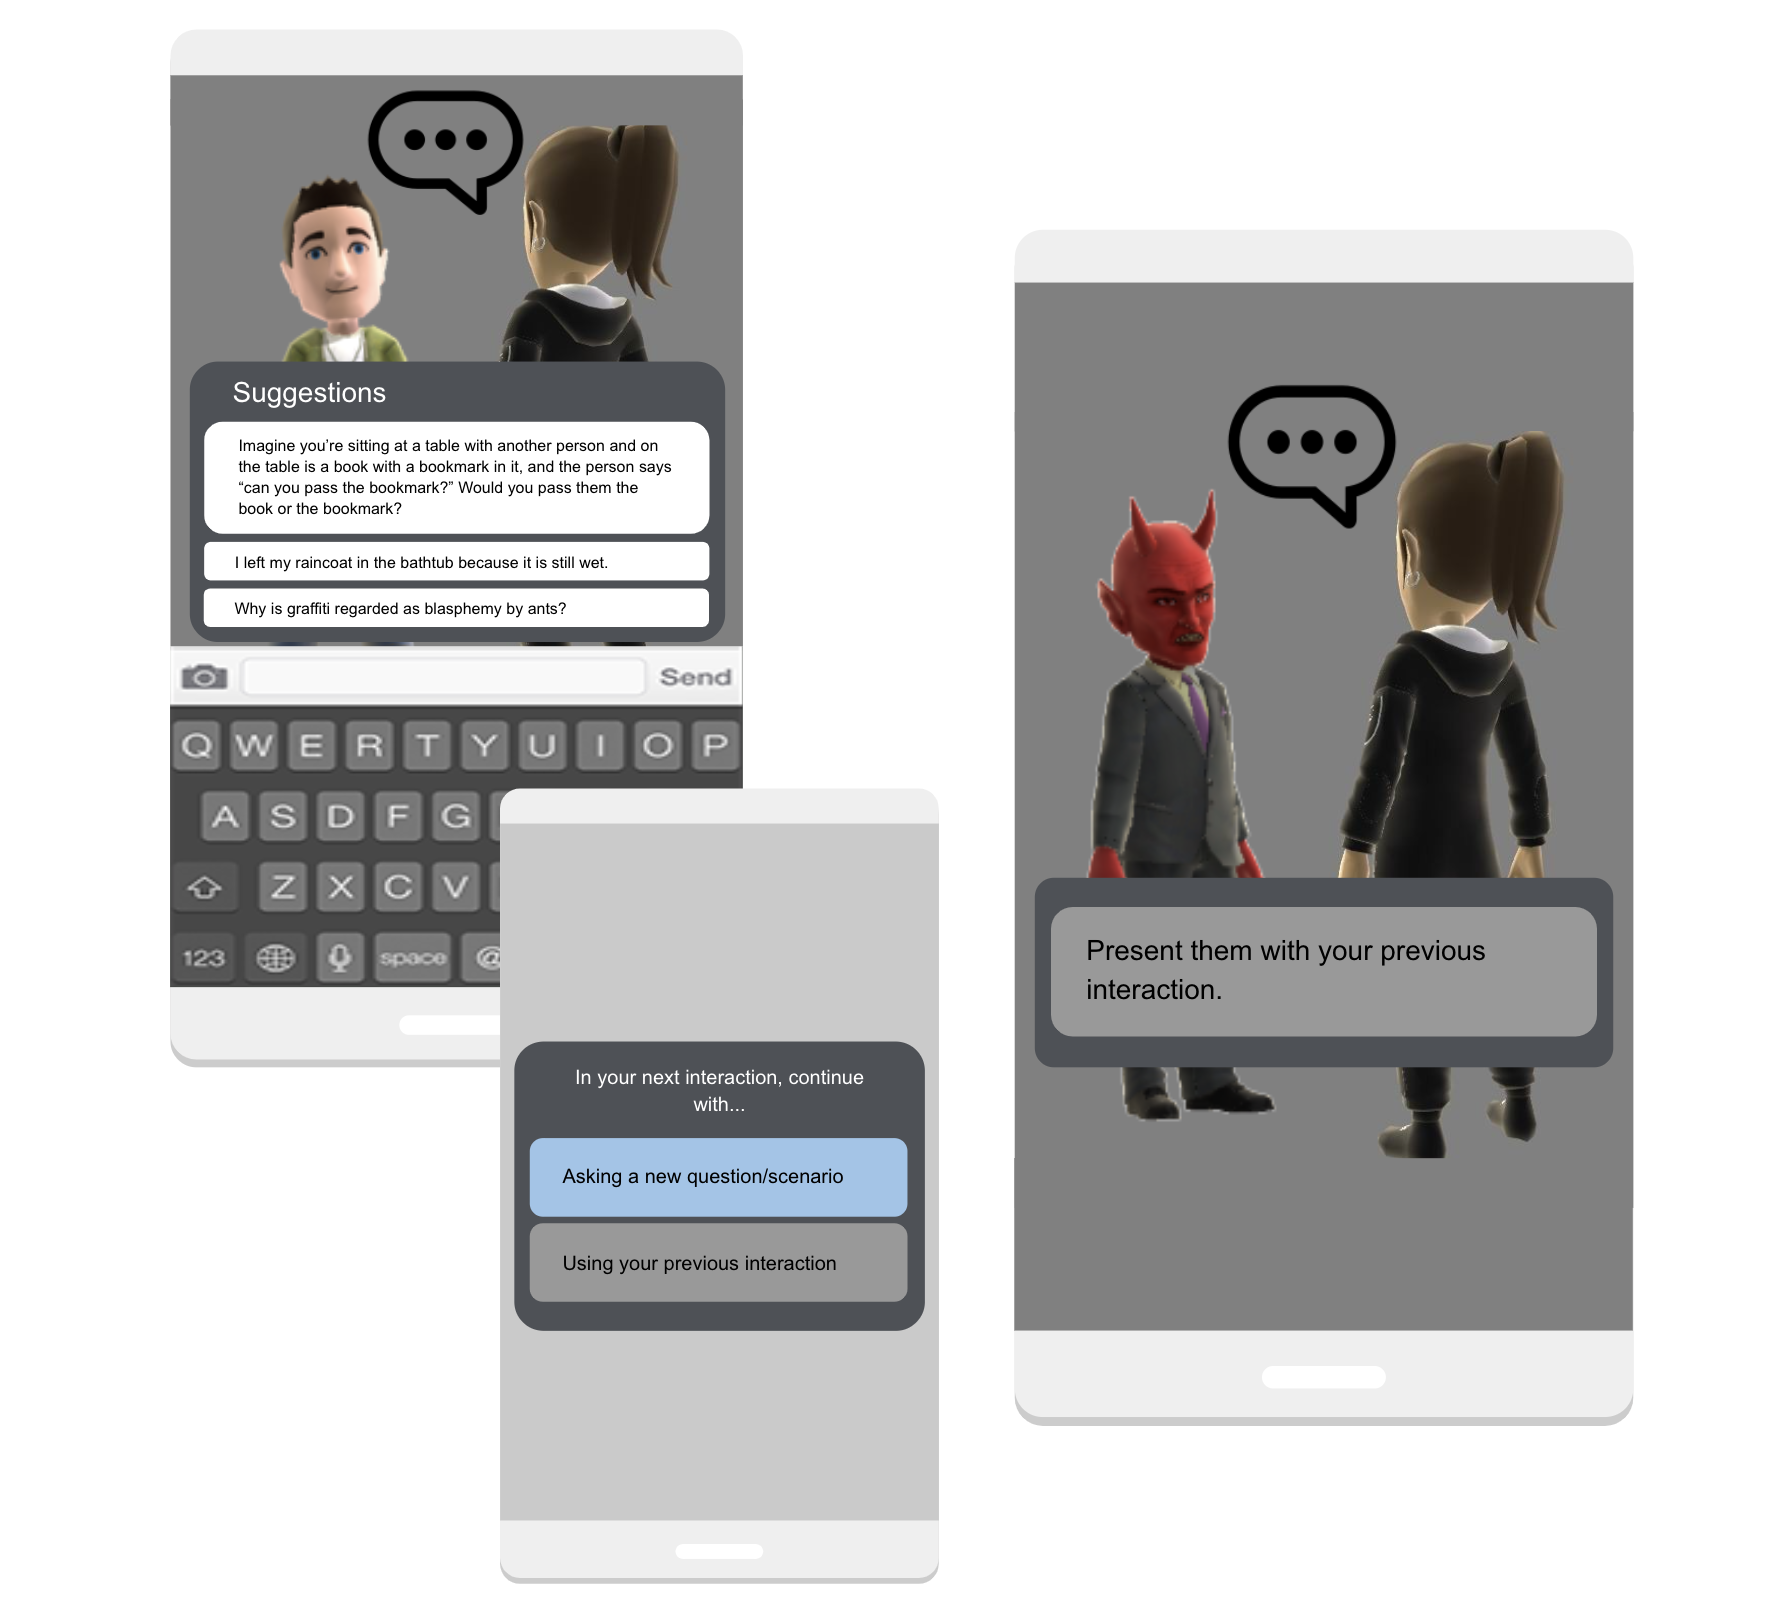 Suggestions
Imagine you’re sitting at a table with another person and on
the table is a book with a bookmark in it, and the person says
“can you pass the bookmark?” Would you pass them the
book or the bookmark?
I left my raincoat in the bathtub because it is still wet.
Why is graffiti regarded as blasphemy by ants?
Send
Q W E R T Y U I O P
A S D F G
Z X C V
123 space @
In your next interaction, continue
with...
Asking a new question/scenario
Using your previous interaction
Present them with your previous
interaction.